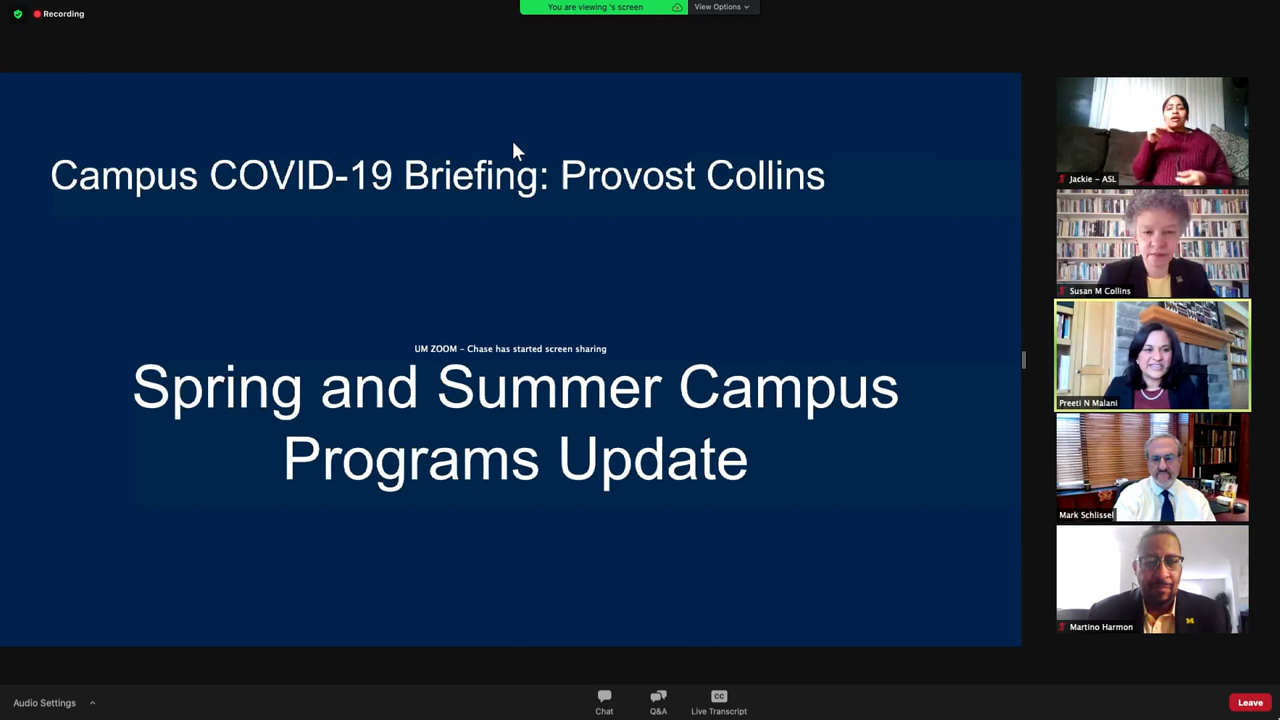 Recording
You are viewing 's screen
View Options
Campus COVID-19 Briefing: Provost Collins
UM ZOOM – Chase has started screen sharing
Spring and Summer Campus
Programs Update
Jackie – ASL
Susan M Collins
Preeti N Malani
Mark Schlissel
Martino Harmon
Audio Settings
Chat
Q&A
CC
Live Transcript
Leave